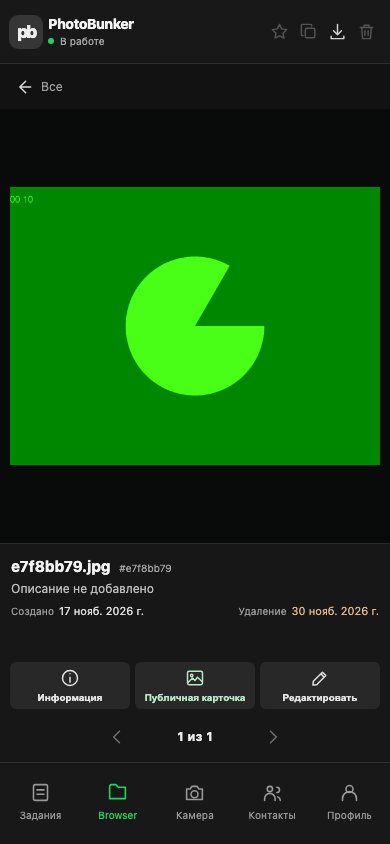 pb PhotoBunker
В работе
Все
00 10
e7f8bb79.jpg #e7f8bb79
Описание не добавлено
Создано 17 нояб. 2026 г. Удаление 30 нояб. 2026 г.
Информация Публичная карточка Редактировать
1 из 1
Задания Browser Камера Контакты Профиль